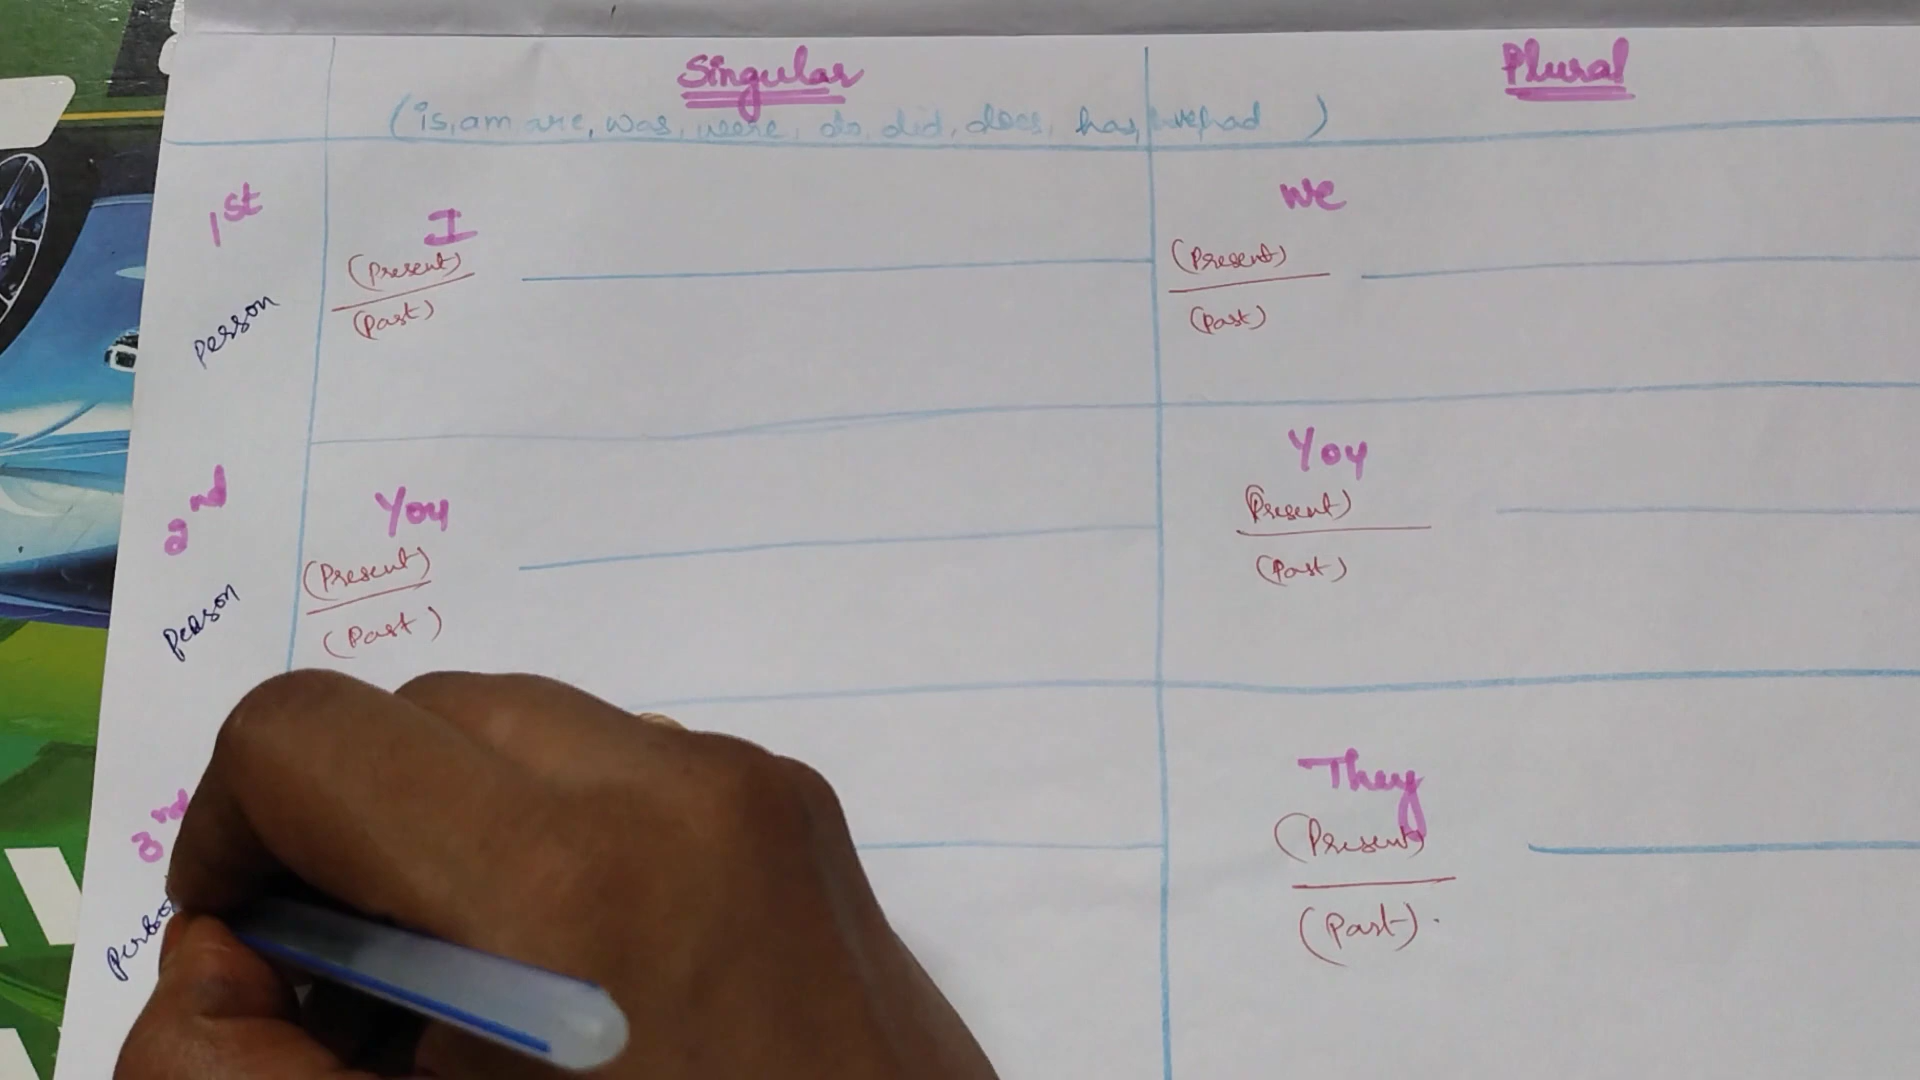 Singular Plural
(is, am, are, was, were, do, did, does, has, have, had )
1st person
I
(Present)
(Past)
We
(Present)
(Past)
2nd person
You
(Present)
(Past)
You
(Present)
(Past)
3rd
They
(Present)
(Past).